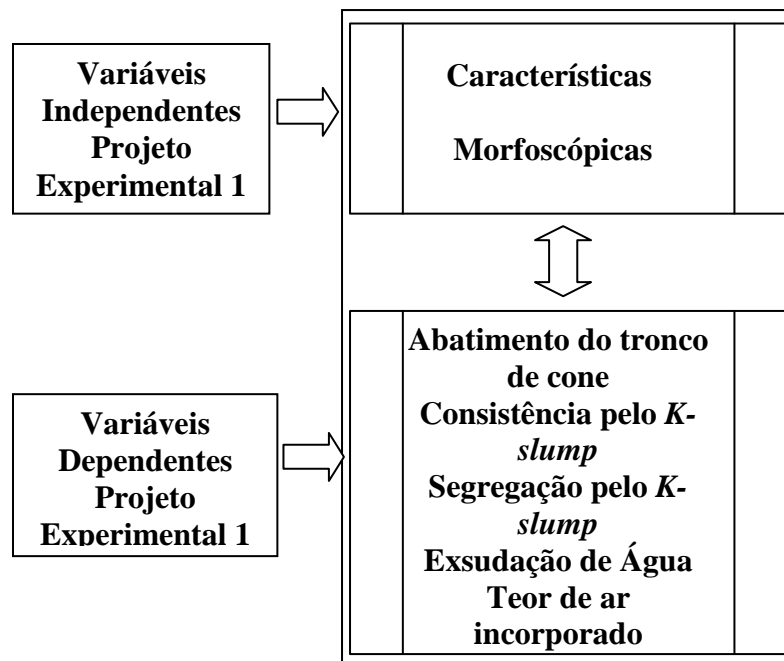 Variáveis
Independentes
Projeto
Experimental 1
Características
Morfoscópicas
Variáveis
Dependentes
Projeto
Experimental 1
Abatimento do tronco
de cone
Consistência pelo K-
slump
Segregação pelo K-
slump
Exsudação de Água
Teor de ar
incorporado